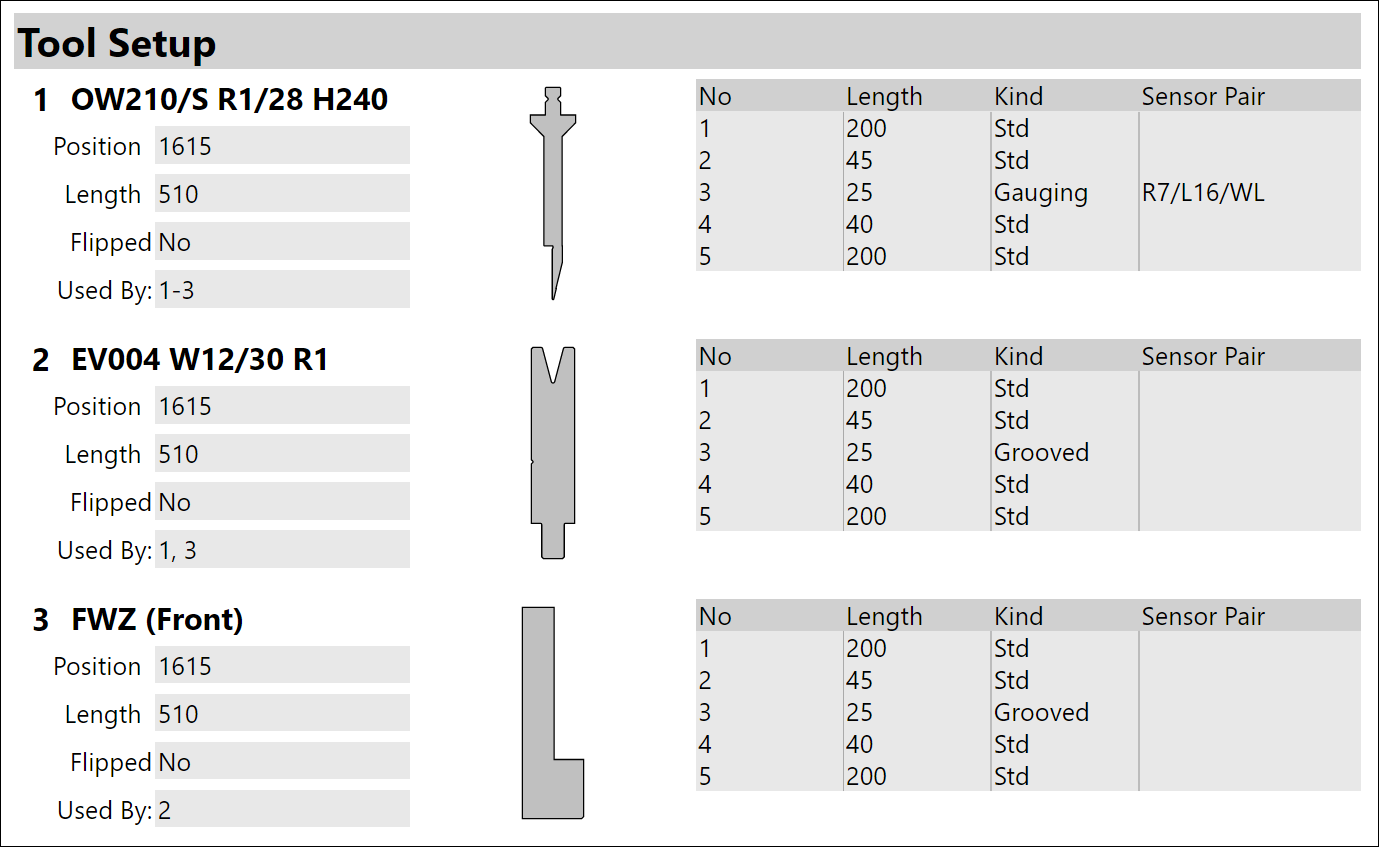 Tool Setup
1 OW210/S R1/28 H240
Position 1615
Length 510
Flipped No
Used By: 1-3
No Length Kind Sensor Pair
1 200 Std
2 45 Std
3 25 Gauging R7/L16/WL
4 40 Std
5 200 Std
2 EV004 W12/30 R1
Position 1615
Length 510
Flipped No
Used By: 1, 3
No Length Kind Sensor Pair
1 200 Std
2 45 Std
3 25 Grooved
4 40 Std
5 200 Std
3 FWZ (Front)
Position 1615
Length 510
Flipped No
Used By: 2
No Length Kind Sensor Pair
1 200 Std
2 45 Std
3 25 Grooved
4 40 Std
5 200 Std